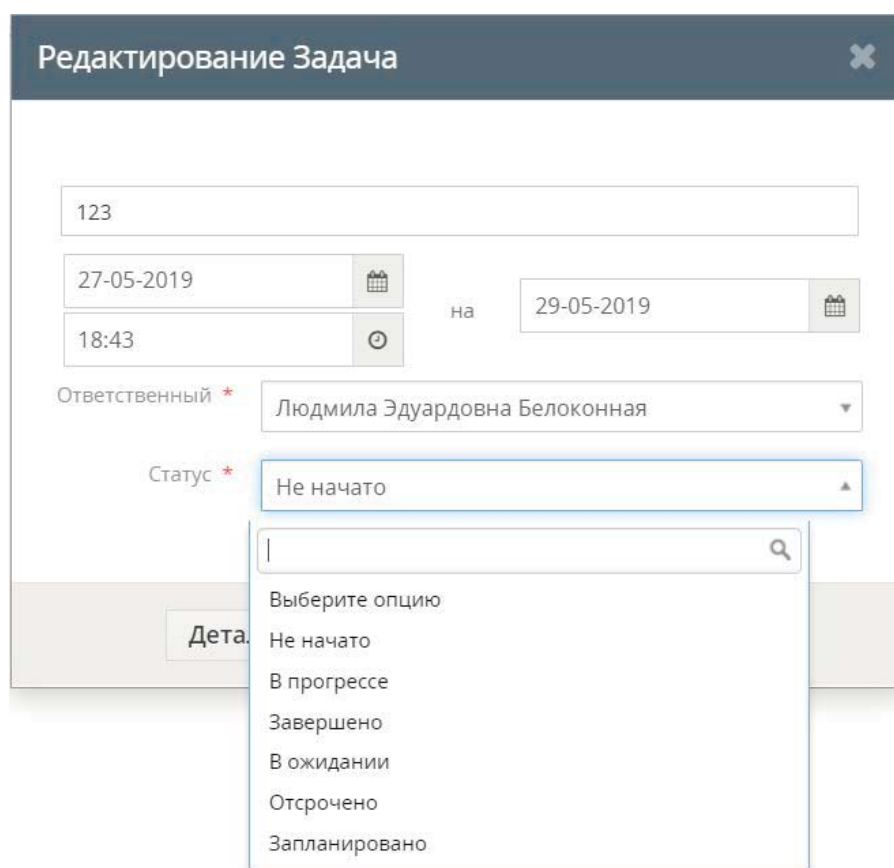 Редактирование Задача
123
27-05-2019
18:43
на
29-05-2019
Ответственный *
Людмила Эдуардовна Белоконная
Статус *
Не начато
Выберите опцию
Не начато
В прогрессе
Завершено
В ожидании
Отсрочено
Запланировано